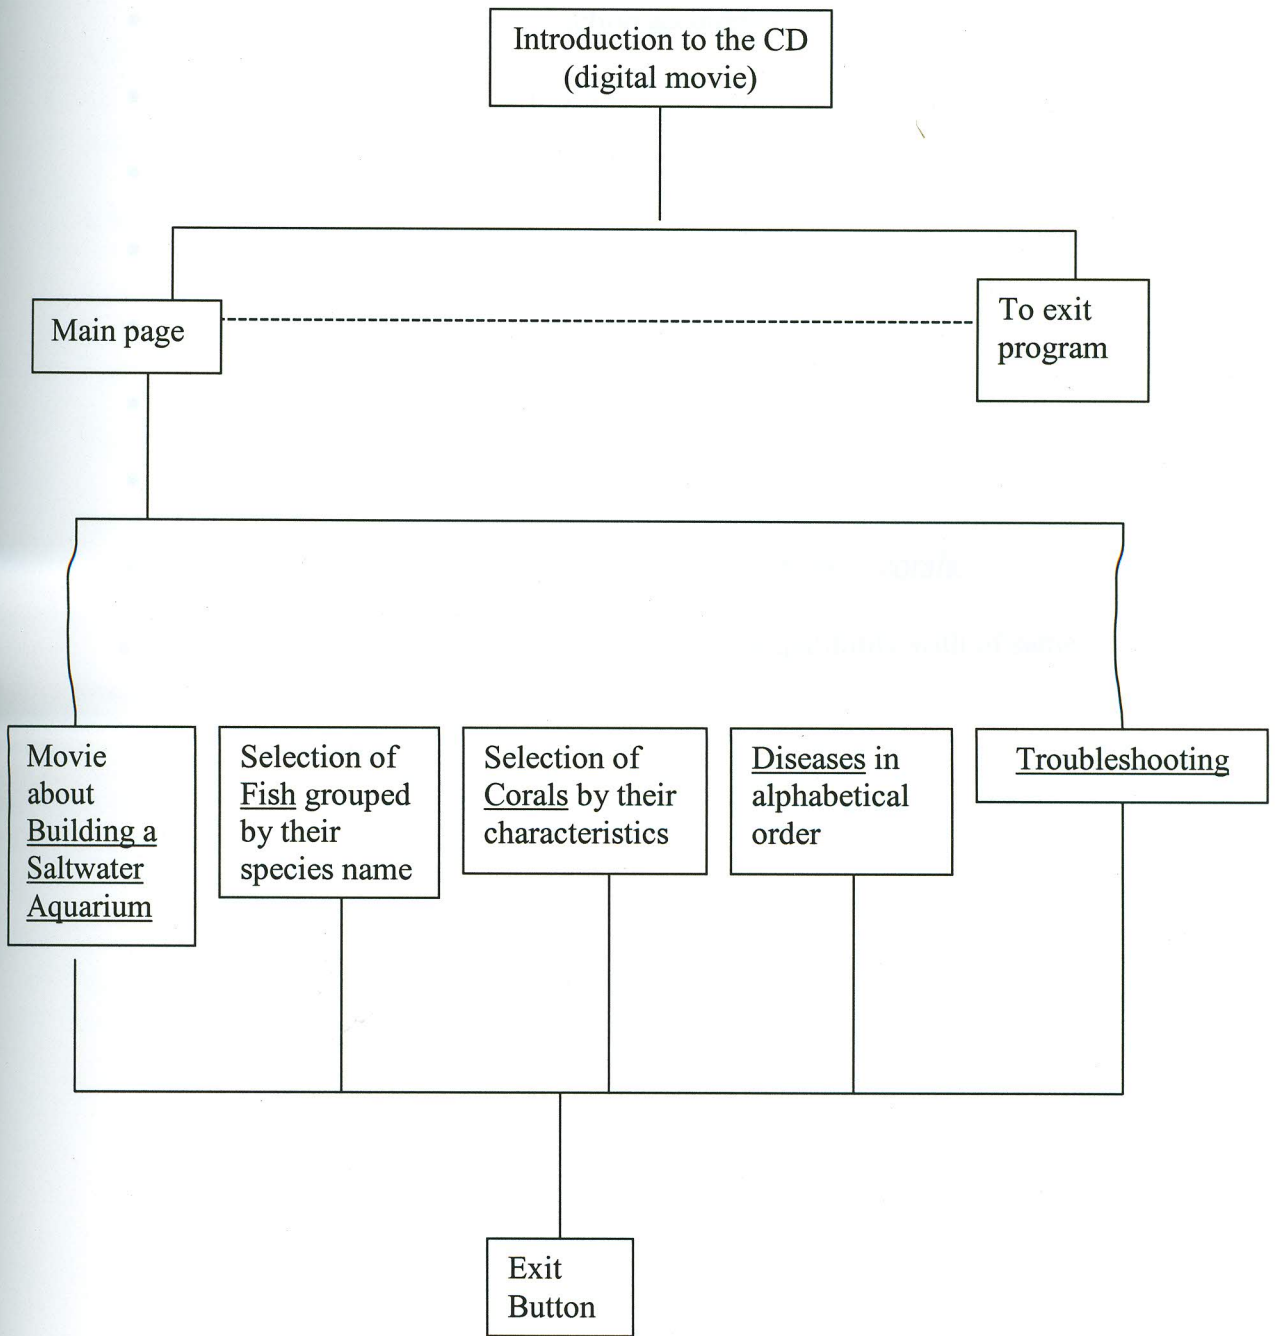 Introduction to the CD
(digital movie)
Main page
To exit
program
Movie
about
Building a
Saltwater
Aquarium
Selection of
Fish grouped
by their
species name
Selection of
Corals by their
characteristics
Diseases in
alphabetical
order
Troubleshooting
Exit
Button